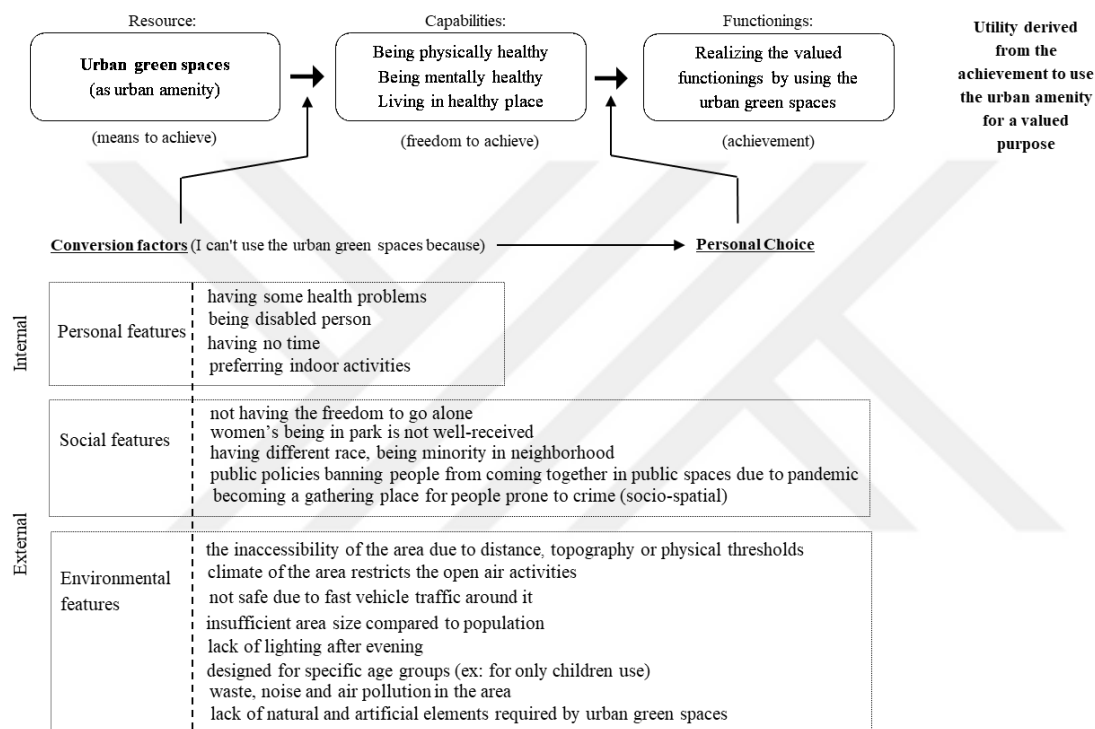 Resource:
Capabilities:
Functionings:
Urban green spaces
(as urban amenity)
Being physically healthy
Being mentally healthy
Living in healthy place
Realizing the valued
functionings by using the
urban green spaces
Utility derived
from the
achievement to use
the urban amenity
for a valued
purpose
(means to achieve)
(freedom to achieve)
(achievement)
Conversion factors (I can't use the urban green spaces because)
Personal Choice
Internal
Personal features
having some health problems
being disabled person
having no time
preferring indoor activities
External
Social features
not having the freedom to go alone
women's being in park is not well-received
having different race, being minority in neighborhood
public policies banning people from coming together in public spaces due to pandemic
becoming a gathering place for people prone to crime (socio-spatial)
Environmental
features
the inaccessibility of the area due to distance, topography or physical thresholds
climate of the area restricts the open air activities
not safe due to fast vehicle traffic around it
insufficient area size compared to population
lack of lighting after evening
designed for specific age groups (ex: for only children use)
waste, noise and air pollution in the area
lack of natural and artificial elements required by urban green spaces